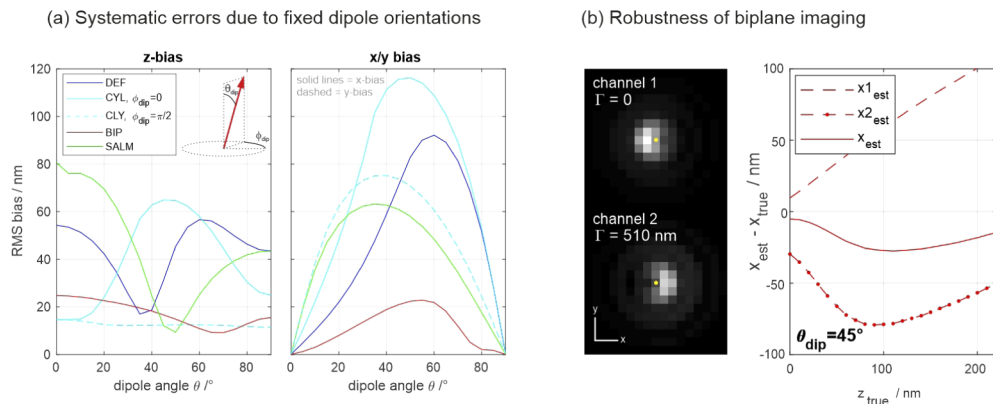 (a) Systematic errors due to fixed dipole orientations
(b) Robustness of biplane imaging
z-bias
x/y bias
DEF
CYL, ϕdip=0
CLY, ϕdip=π/2
BIP
SALM
θdip
ϕdip
solid lines = x-bias
dashed = y-bias
RMS bias / nm
120
100
80
60
40
20
0
0 20 40 60 80
dipole angle θ /°
0 20 40 60 80
dipole angle θ /°
channel 1
Γ = 0
channel 2
Γ = 510 nm
y
x
x1est
x2est
xest
xest - xtrue / nm
100
50
0
-50
-100
θdip=45°
0 100 200
ztrue / nm